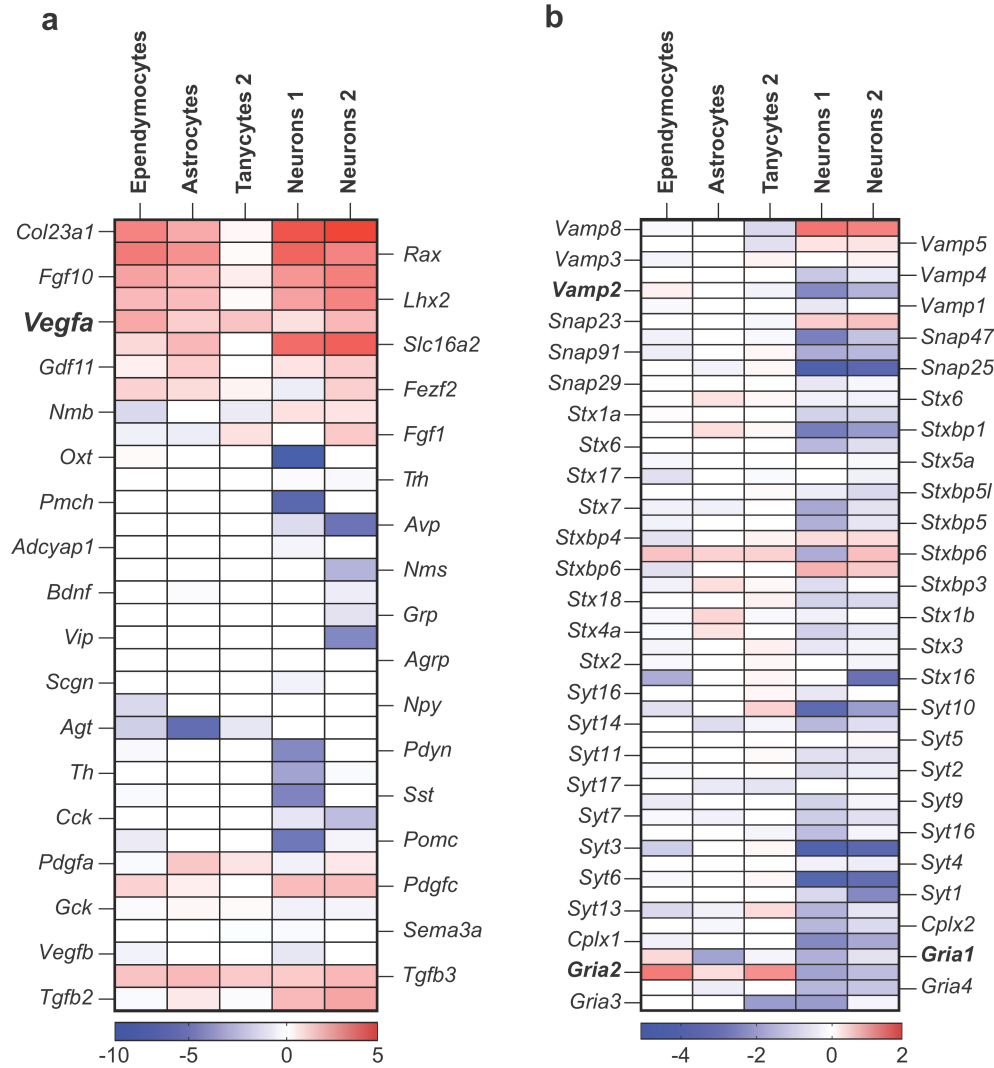 a
Ependymocytes
Astrocytes
Tanycytes 2
Neurons 1
Neurons 2
Col23a1
Rax
Fgf10
Lhx2
Vegfa
Slc16a2
Gdf11
Fezf2
Nmb
Fgf1
Oxt
Trh
Pmch
Avp
Adcyap1
Nms
Bdnf
Grp
Vip
Agrp
Scgn
Npy
Agt
Pdyn
Th
Sst
Cck
Pomc
Pdgfa
Pdgfc
Gck
Sema3a
Vegfb
Tgfb3
Tgfb2
-10 -5 0 5
b
Ependymocytes
Astrocytes
Tanycytes 2
Neurons 1
Neurons 2
Vamp8
Vamp5
Vamp3
Vamp4
Vamp2
Vamp1
Snap23
Snap47
Snap91
Snap25
Snap29
Stx6
Stx1a
Stxbp1
Stx6
Stx5a
Stx17
Stxbp5l
Stx7
Stxbp5
Stxbp4
Stxbp6
Stxbp6
Stxbp3
Stx18
Stx1b
Stx4a
Stx3
Stx2
Stx16
Syt16
Syt10
Syt14
Syt5
Syt11
Syt2
Syt17
Syt9
Syt7
Syt16
Syt3
Syt4
Syt6
Syt1
Syt13
Cplx2
Cplx1
Gria1
Gria2
Gria4
Gria3
-4 -2 0 2